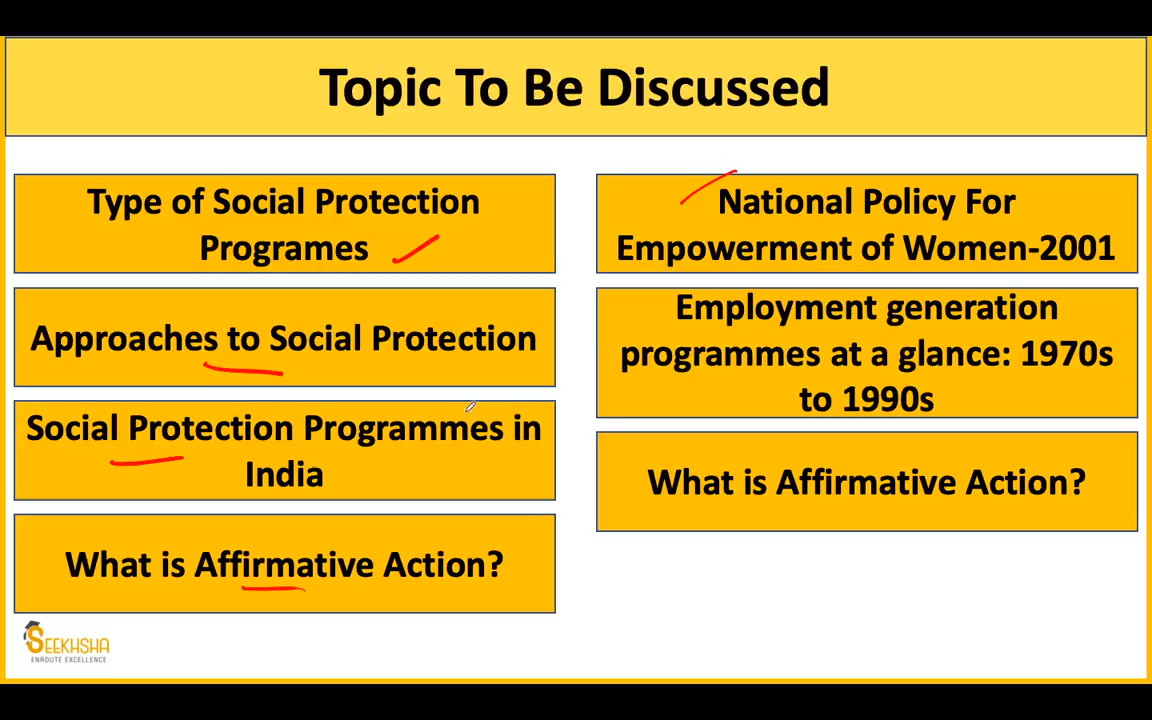 Topic To Be Discussed
Type of Social Protection
Programes
Approaches to Social Protection
Social Protection Programmes in
India
What is Affirmative Action?
National Policy For
Empowerment of Women-2001
Employment generation
programmes at a glance: 1970s
to 1990s
What is Affirmative Action?
SEEKHSHA
ENROUTE EXCELLENCE